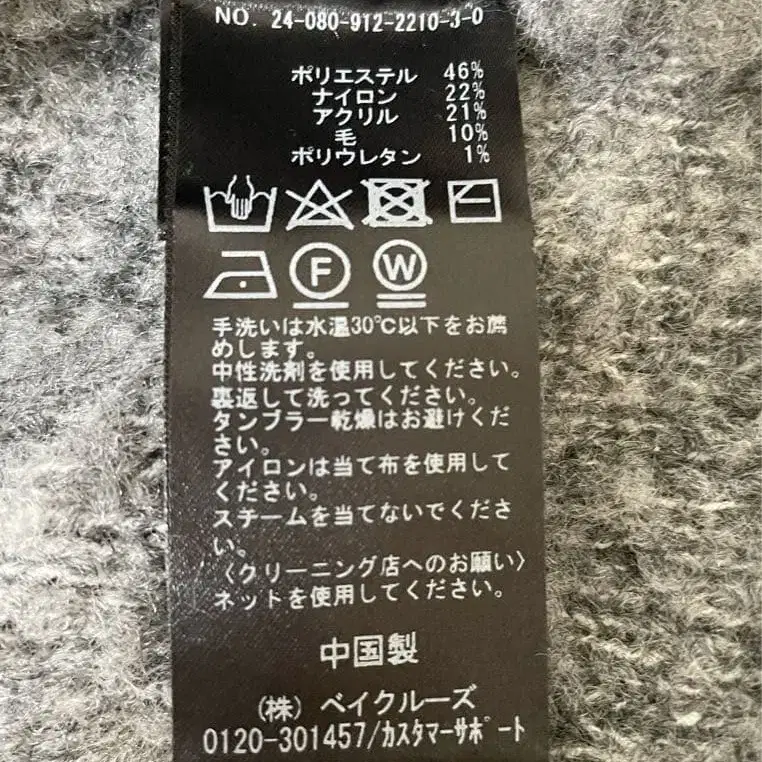 NO. 24-080-912-2210-3-0
ポリエステル 46%
ナイロン 22%
アクリル 21%
毛 10%
ポリウレタン 1%
F W
手洗いは水温30℃以下をお薦
めします。
中性洗剤を使用してください。
裏返して洗ってください。
タンブラー乾燥はお避けくだ
さい。
アイロンは当て布を使用して
ください。
スチームを当てないでくださ
い。
〈クリーニング店へのお願い〉
ネットを使用してください。
中国製
（株）ベイクルーズ
0120-301457/カスタマーサポート